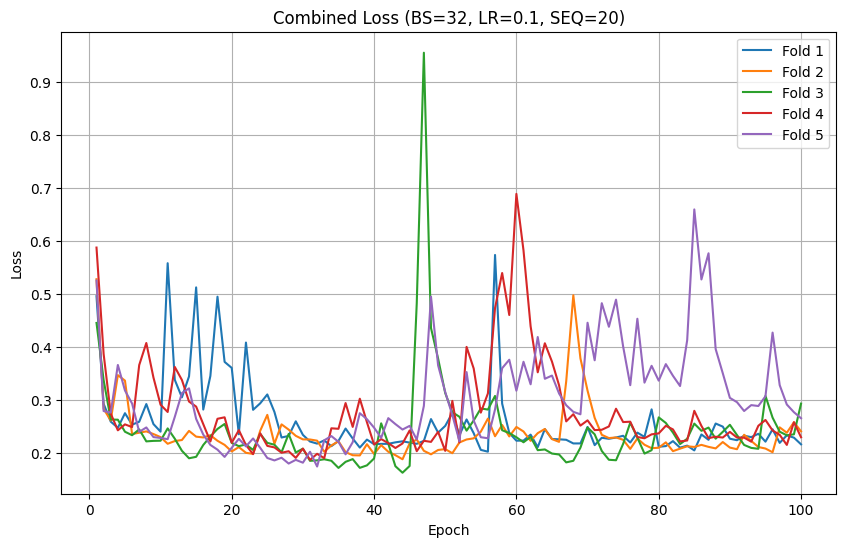 Combined Loss (BS=32, LR=0.1, SEQ=20)
Fold 1
Fold 2
Fold 3
Fold 4
Fold 5
Loss
0.9
0.8
0.7
0.6
0.5
0.4
0.3
0.2
0
20
40
60
80
100
Epoch